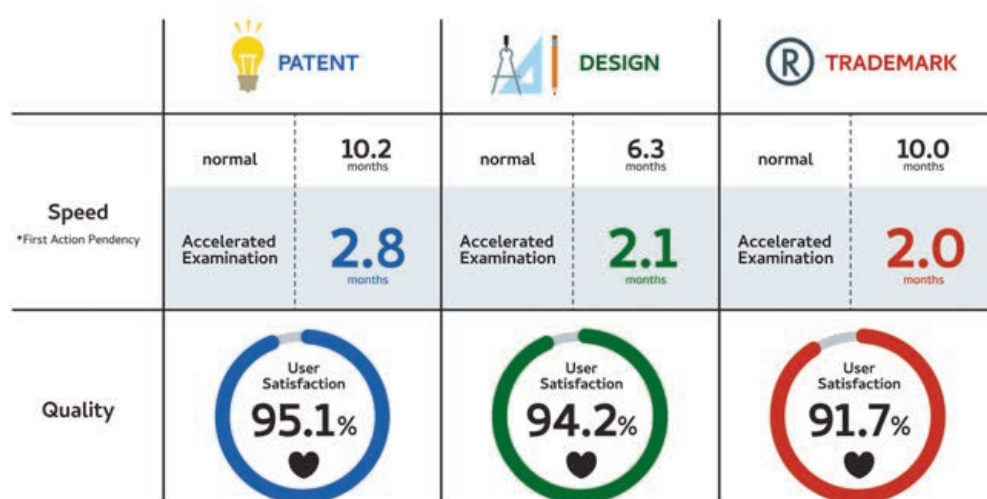 PATENT
DESIGN
® TRADEMARK
Speed
*First Action Pendency
normal
10.2
months
normal
6.3
months
normal
10.0
months
Accelerated
Examination
2.8
months
Accelerated
Examination
2.1
months
Accelerated
Examination
2.0
months
Quality
User
Satisfaction
95.1%
User
Satisfaction
94.2%
User
Satisfaction
91.7%